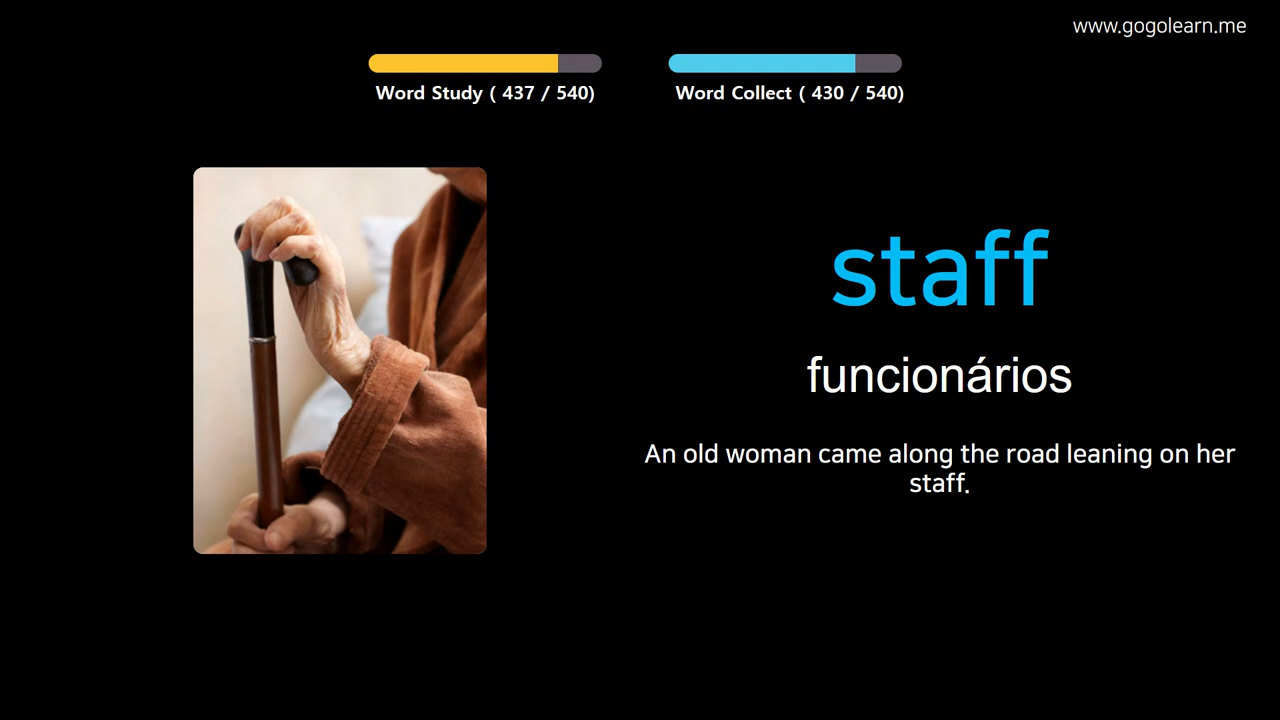 www.gogolearn.me
Word Study ( 437 / 540)
Word Collect ( 430 / 540)
staff
funcionários
An old woman came along the road leaning on her
staff.